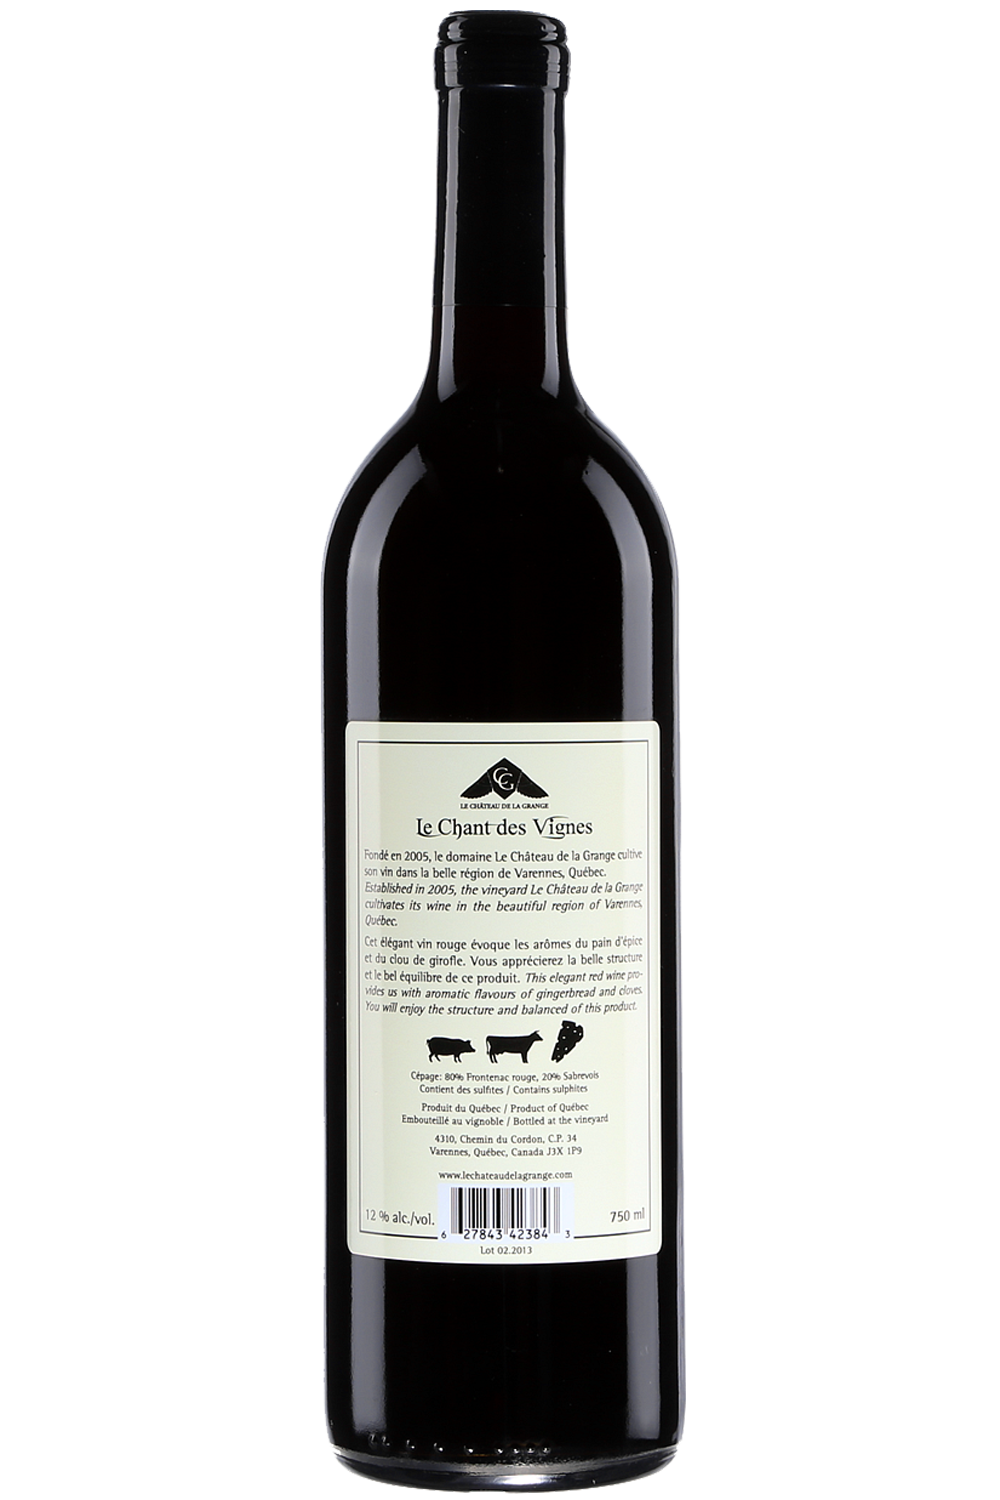 CG
LE CHÂTEAU DE LA GRANGE
Le Chant des Vignes
Fondé en 2005, le domaine Le Château de la Grange cultive
son vin dans la belle région de Varennes, Québec.
Established in 2005, the vineyard Le Château de la Grange
cultivates its wine in the beautiful region of Varennes,
Québec.
Cet élégant vin rouge évoque les arômes du pain d'épice
et du clou de girofle. Vous apprécierez la belle structure
et le bel équilibre de ce produit. This elegant red wine pro-
vides us with aromatic flavours of gingerbread and cloves.
You will enjoy the structure and balanced of this product.
Cépage: 80% Frontenac rouge, 20% Sabrevois
Contient des sulfites / Contains sulphites
Produit du Québec / Product of Québec
Embouteillé au vignoble / Bottled at the vineyard
4310, Chemin du Cordon, C.P. 34
Varennes, Québec, Canada J3X 1P9
www.lechateaudelagrange.com
12 % alc./vol.
750 ml
6 27843 42384 3
Lot 02.2013